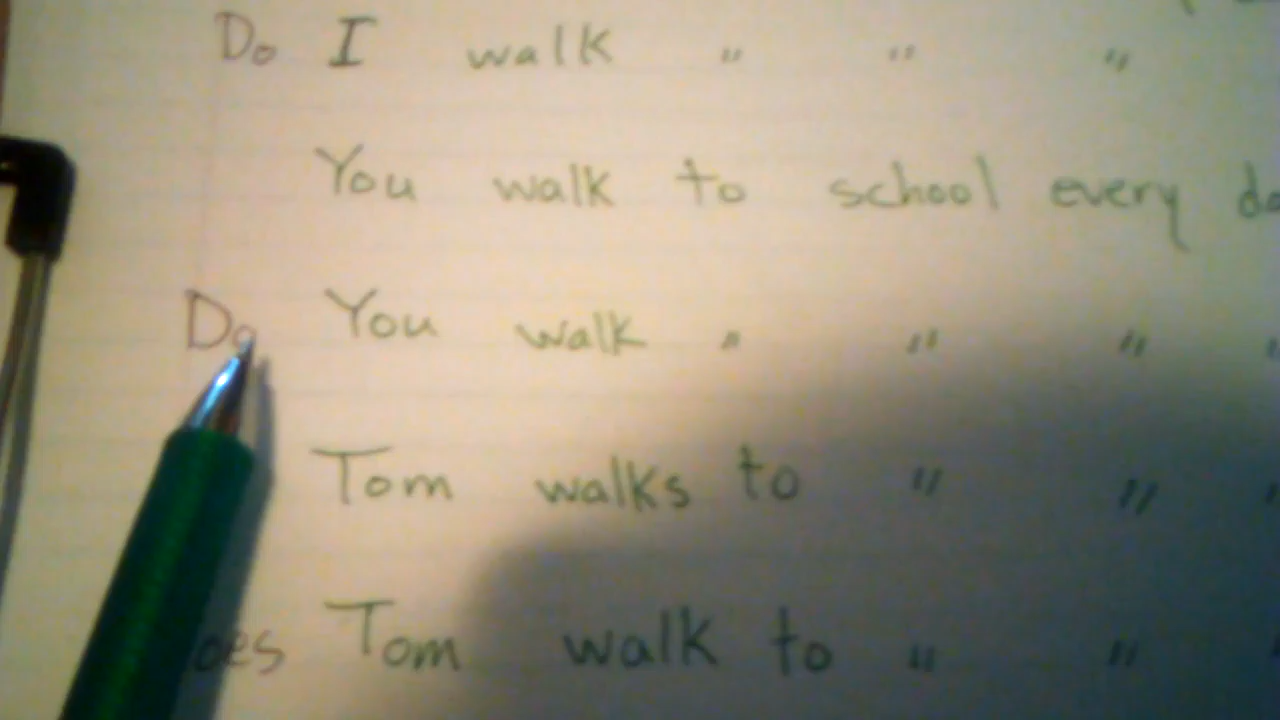 Do I walk " " "
You walk to school every
Do You walk " " " "
Tom walks to " " "
Tom walk to " " "